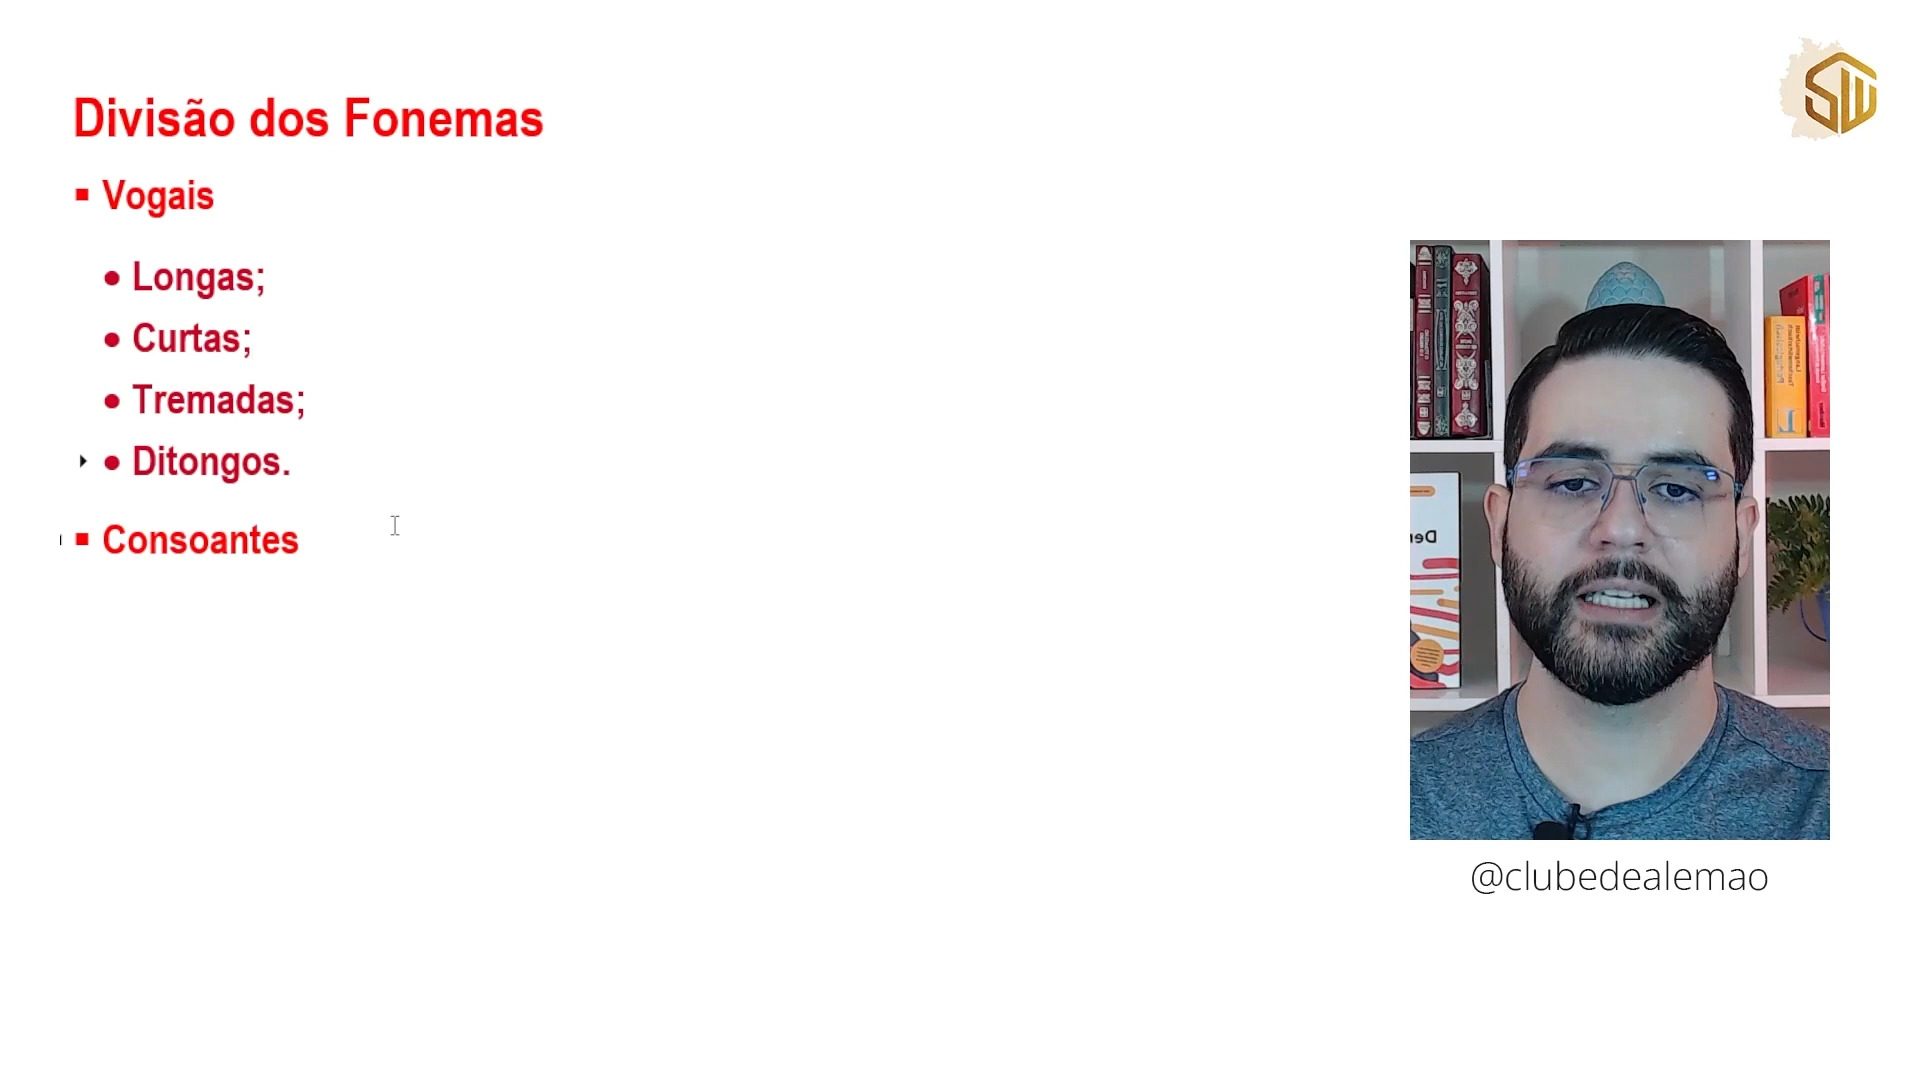 Divisão dos Fonemas
▪ Vogais
● Longas;
● Curtas;
● Tremadas;
● Ditongos.
▪ Consoantes
@clubedealemao